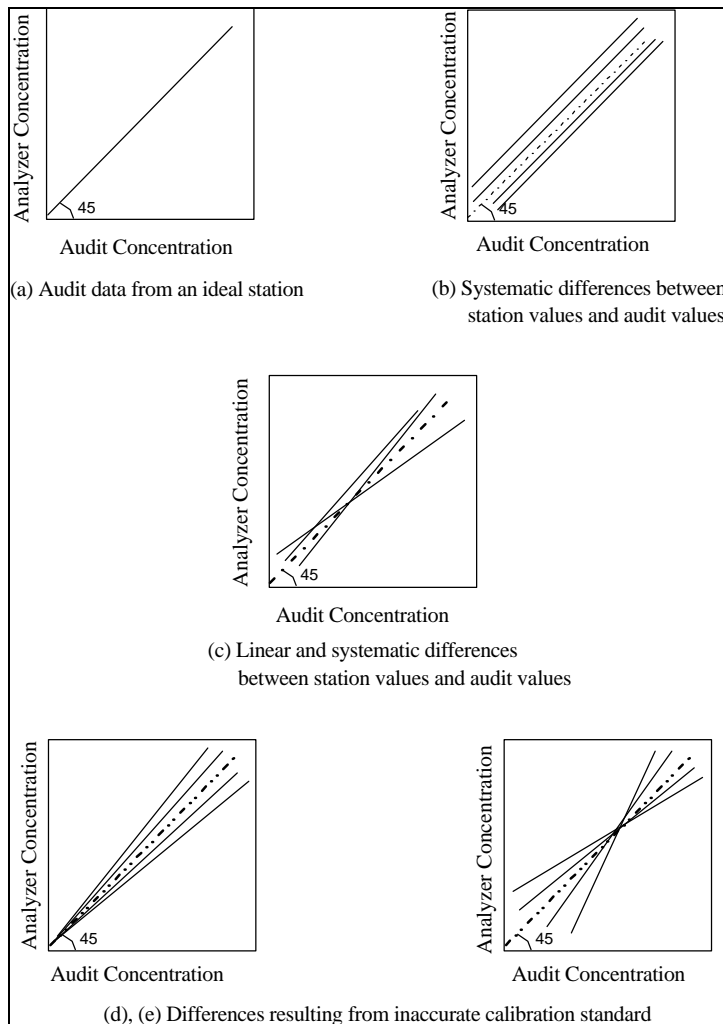 Analyzer Concentration
45
Audit Concentration
(a) Audit data from an ideal station
Analyzer Concentration
45
Audit Concentration
(b) Systematic differences between
station values and audit values
Analyzer Concentration
45
Audit Concentration
(c) Linear and systematic differences
between station values and audit values
Analyzer Concentration
45
Audit Concentration
Analyzer Concentration
45
Audit Concentration
(d), (e) Differences resulting from inaccurate calibration standard